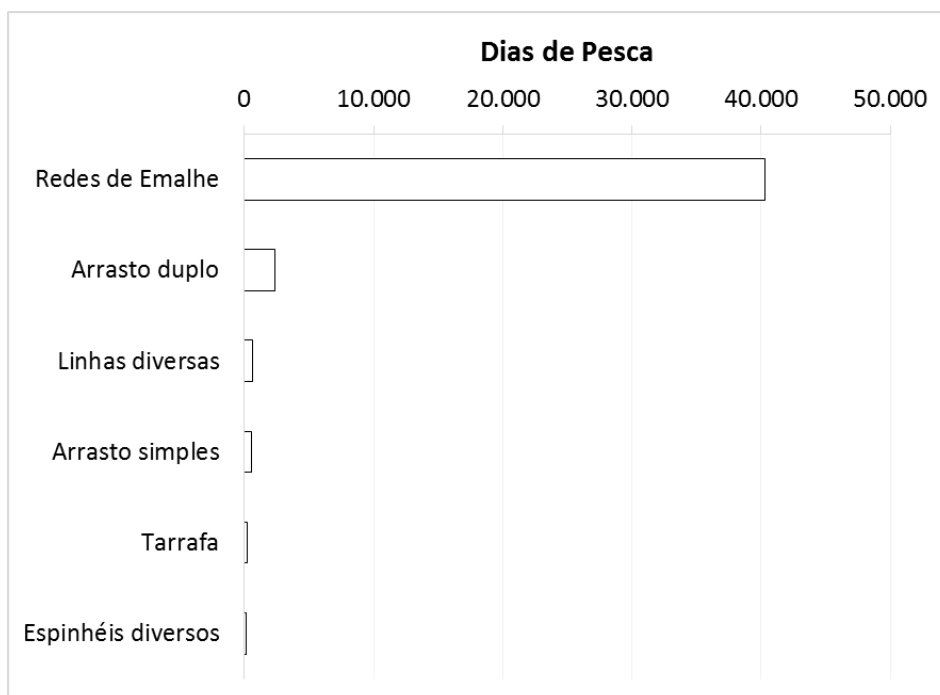 Dias de Pesca
0 10.000 20.000 30.000 40.000 50.000
Redes de Emalhe
Arrasto duplo
Linhas diversas
Arrasto simples
Tarrafa
Espinhéis diversos